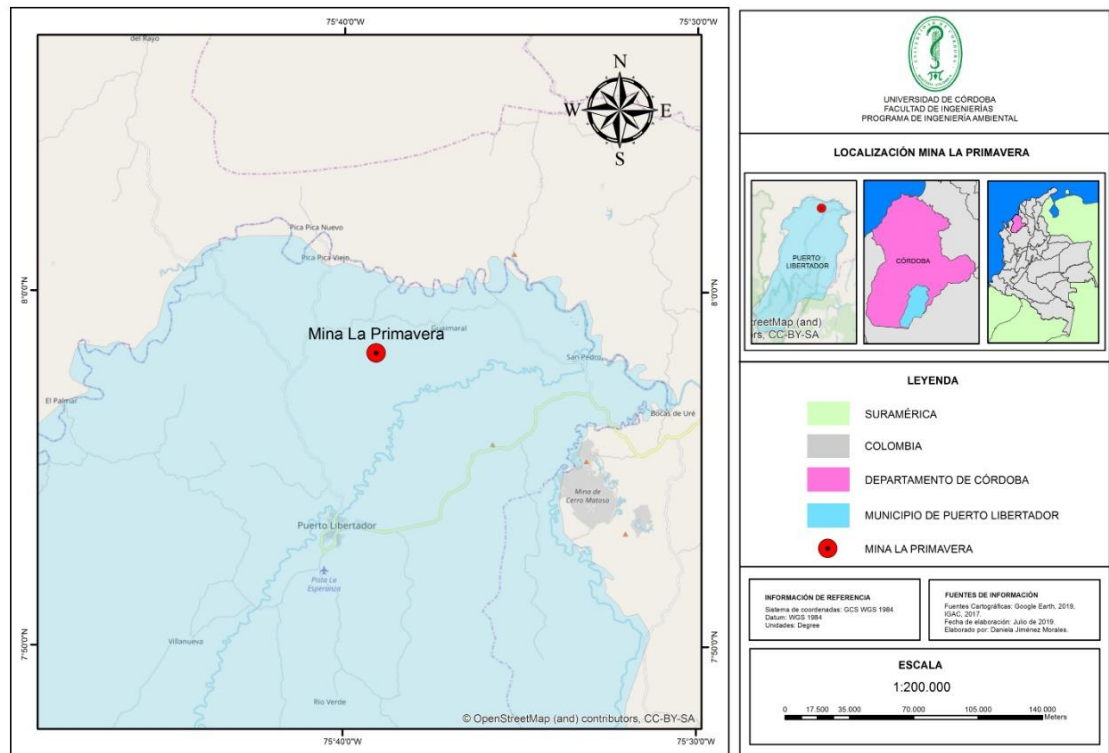 75°40'0"W
75°30'0"W
del Rayo
N
W
E
S
Pica Pica Nuevo
Pica Pica Viejo
8°0'0"N
8°0'0"N
Guaimaral
Mina La Primavera
San Pedro
El Palmar
Bocas de Uré
Mina de
Cerro Matoso
Puerto Libertador
Pista La
Esperanza
Villanueva
7°50'0"N
7°50'0"N
Rio Verde
© OpenStreetMap (and) contributors, CC-BY-SA
75°40'0"W
75°30'0"W
UNIVERSIDAD DE CÓRDOBA
FACULTAD DE INGENIERÍAS
PROGRAMA DE INGENIERÍA AMBIENTAL
LOCALIZACIÓN MINA LA PRIMAVERA
PUERTO
LIBERTADOR
treetMap (and)
rs, CC-BY-SA
CÓRDOBA
LEYENDA
SURAMÉRICA
COLOMBIA
DEPARTAMENTO DE CÓRDOBA
MUNICIPIO DE PUERTO LIBERTADOR
MINA LA PRIMAVERA
INFORMACIÓN DE REFERENCIA
Sistema de coordenadas: GCS WGS 1984
Datum: WGS 1984
Unidades: Degree
FUENTES DE INFORMACIÓN
Fuentes Cartográficas: Google Earth, 2019,
IGAC, 2017.
Fecha de elaboración: Julio de 2019.
Elaborado por: Daniela Jiménez Morales.
ESCALA
1:200.000
0 17.500 35.000 70.000 105.000 140.000
Meters